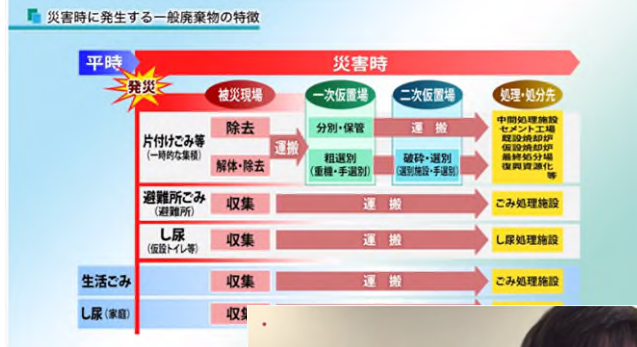 災害時に発生する一般廃棄物の特徴
平時
災害時
発災
被災現場
一次仮置場
二次仮置場
処理・処分先
片付けごみ等
(一時的な集積)
除去
解体・除去
運搬
分別・保管
運搬
粗選別
(重機・手選別)
破砕・選別
(選別施設・手選別)
中間処理施設
セメント工場
既設焼却炉
仮設焼却炉
最終処分場
復興資源化
等
避難所ごみ
(避難所)
収集
運搬
ごみ処理施設
し尿
(仮設トイレ等)
収集
運搬
し尿処理施設
生活ごみ
収集
運搬
ごみ処理施設
し尿(家庭)